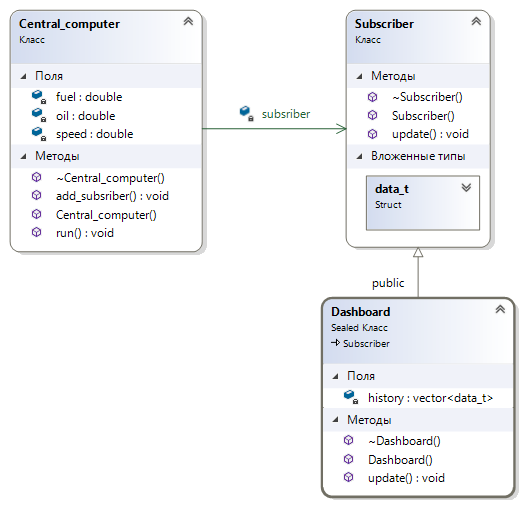 Central_computer
Класс
Поля
fuel : double
oil : double
speed : double
Методы
~Central_computer()
add_subsriber() : void
Central_computer()
run() : void
subsriber
Subscriber
Класс
Методы
~Subscriber()
Subscriber()
update() : void
Вложенные типы
data_t
Struct
public
Dashboard
Sealed Класс
Subscriber
Поля
history : vector<data_t>
Методы
~Dashboard()
Dashboard()
update() : void